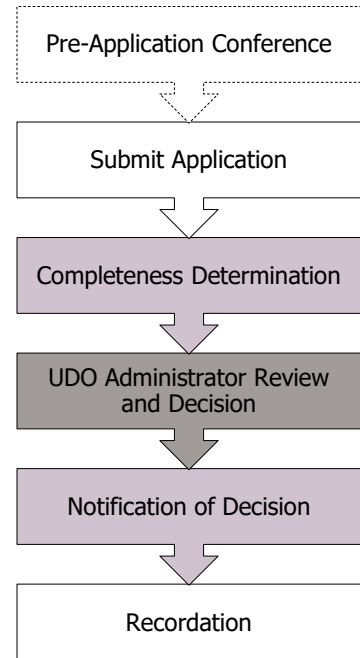 Pre-Application Conference
Submit Application
Completeness Determination
UDO Administrator Review
and Decision
Notification of Decision
Recordation